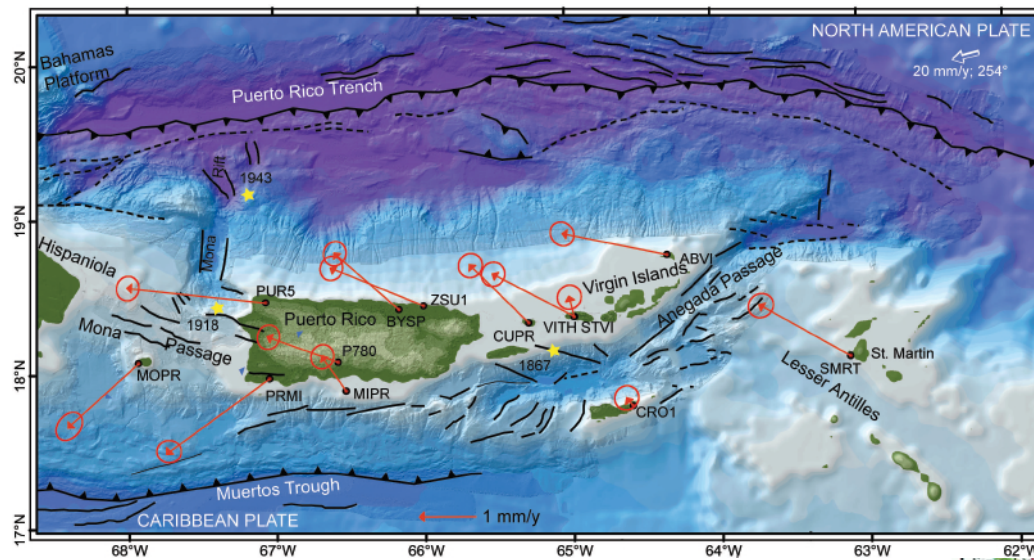 NORTH AMERICAN PLATE
20 mm/y; 254°
Bahamas
Platform
Puerto Rico Trench
Rift
1943
Mona
Hispaniola
PUR5
1918
Mona
Passage
MOPR
Puerto Rico
BYSP
ZSU1
P780
PRMI
MIPR
CUPR
VITH STVI
Virgin Islands
ABVI
Anegada Passage
1867
CRO1
St. Martin
SMRT
Lesser Antilles
Muertos Trough
CARIBBEAN PLATE
1 mm/y
20°N
19°N
18°N
17°N
68°W
67°W
66°W
65°W
64°W
63°W
62°W